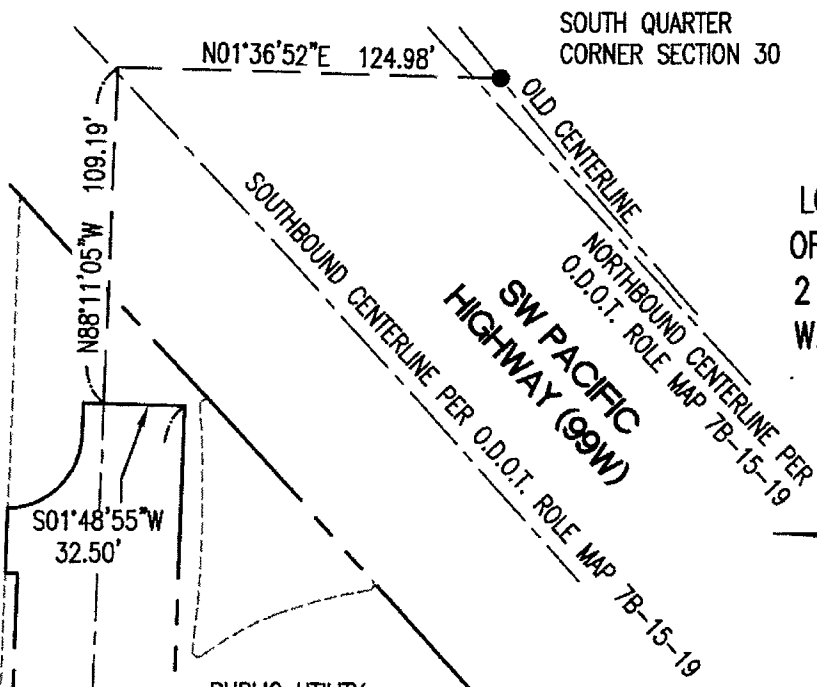 SOUTH QUARTER
CORNER SECTION 30
N01°36'52"E 124.98'
OLD CENTERLINE
N88°11'05"W 109.19'
SOUTHBOUND CENTERLINE PER O.D.O.T. ROLE MAP 7B-15-19
NORTHBOUND CENTERLINE PER
O.D.O.T. ROLE MAP 7B-15-19
SW PACIFIC
HIGHWAY (99W)
2
S01°48'55"W
32.50'
PUBLIC UTILITY